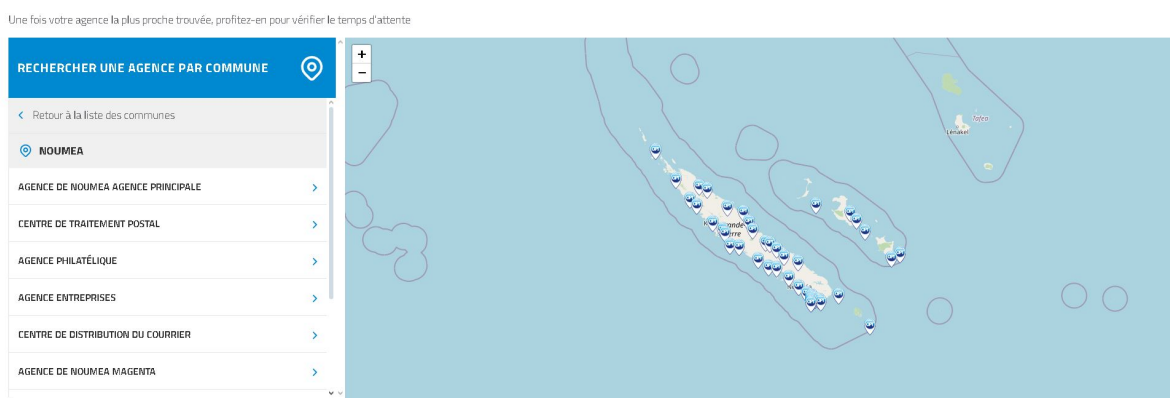 Une fois votre agence la plus proche trouvée, profitez-en pour vérifier le temps d'attente
RECHERCHER UNE AGENCE PAR COMMUNE
Retour à la liste des communes
NOUMEA
AGENCE DE NOUMEA AGENCE PRINCIPALE
CENTRE DE TRAITEMENT POSTAL
AGENCE PHILATÉLIQUE
AGENCE ENTREPRISES
CENTRE DE DISTRIBUTION DU COURRIER
AGENCE DE NOUMEA MAGENTA
+
−
Tafea
Lénakel